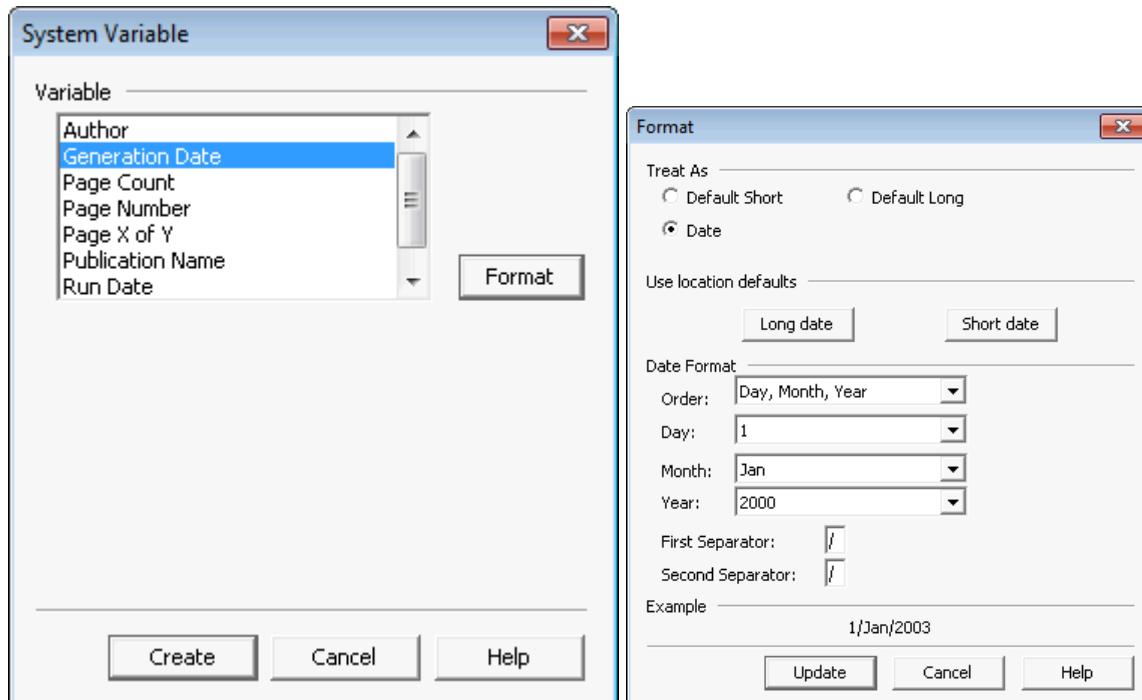 System Variable
Variable
Author
Generation Date
Page Count
Page Number
Page X of Y
Publication Name
Run Date
Format
Create
Cancel
Help
Format
Treat As
Default Short
Default Long
Date
Use location defaults
Long date
Short date
Date Format
Order: Day, Month, Year
Day: 1
Month: Jan
Year: 2000
First Separator: /
Second Separator: /
Example
1/Jan/2003
Update
Cancel
Help